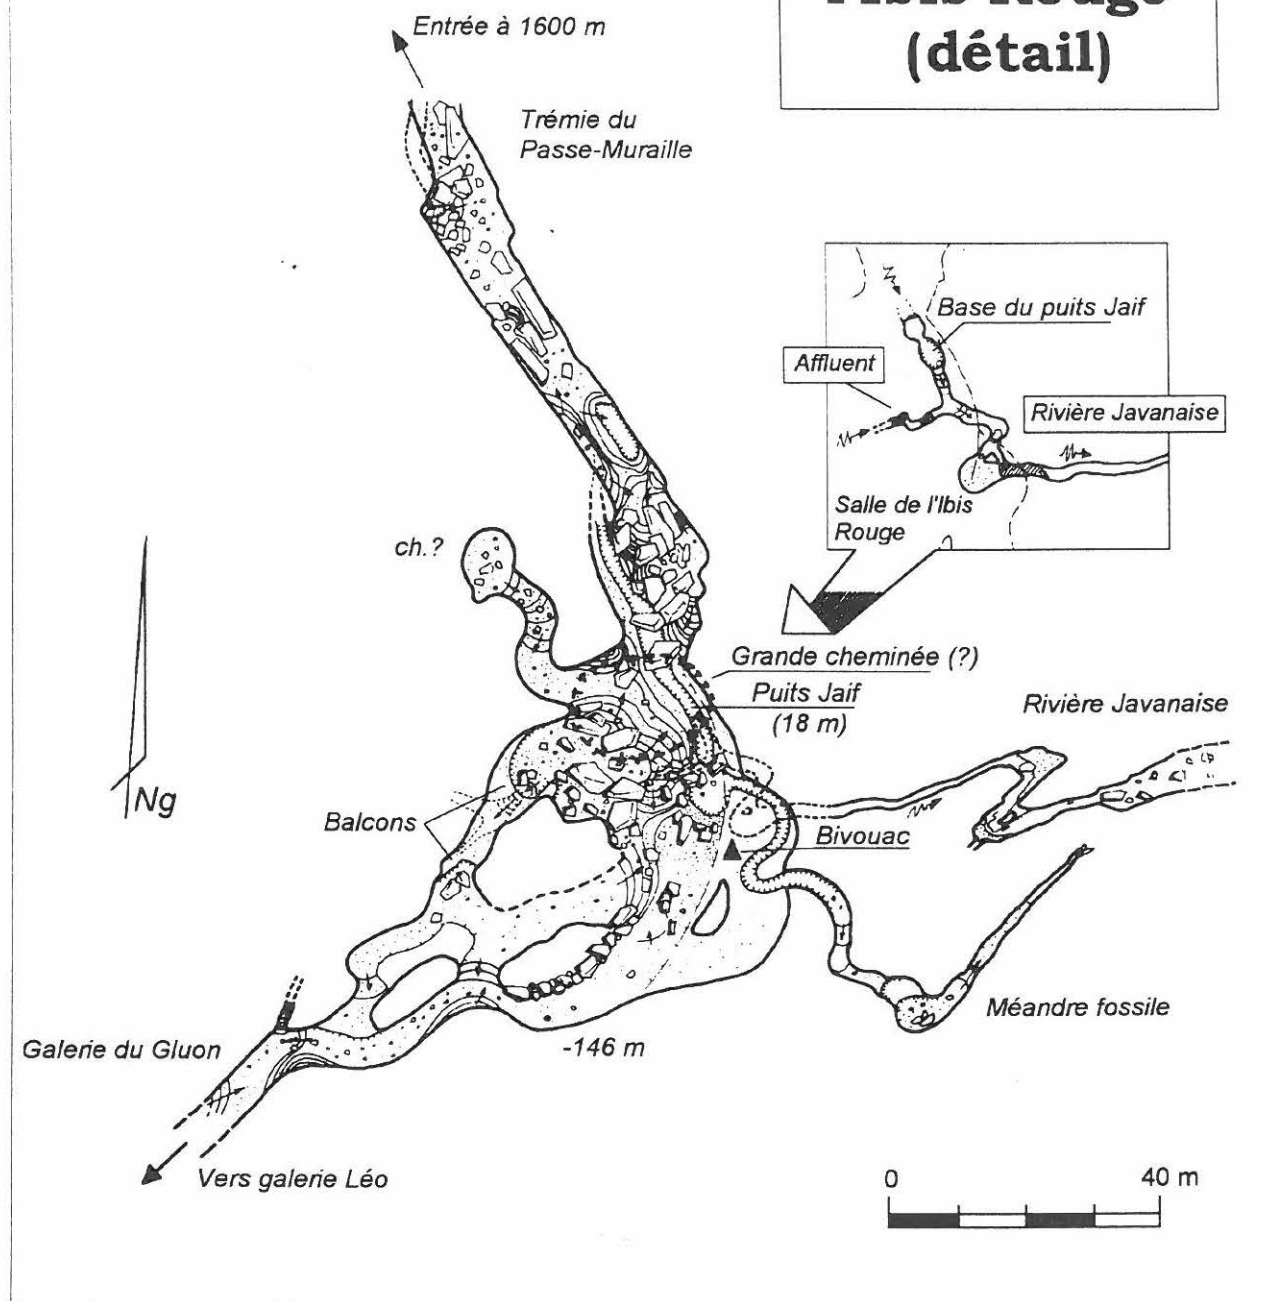 l'Ibis Rouge
(détail)
Entrée à 1600 m
Trémie du
Passe-Muraille
Base du puits Jaif
Affluent
Rivière Javanaise
Salle de l'Ibis
Rouge
ch.?
Grande cheminée (?)
Puits Jaif
(18 m)
Rivière Javanaise
Ng
Balcons
Bivouac
Méandre fossile
Galerie du Gluon
-146 m
Vers galerie Léo
0
40 m